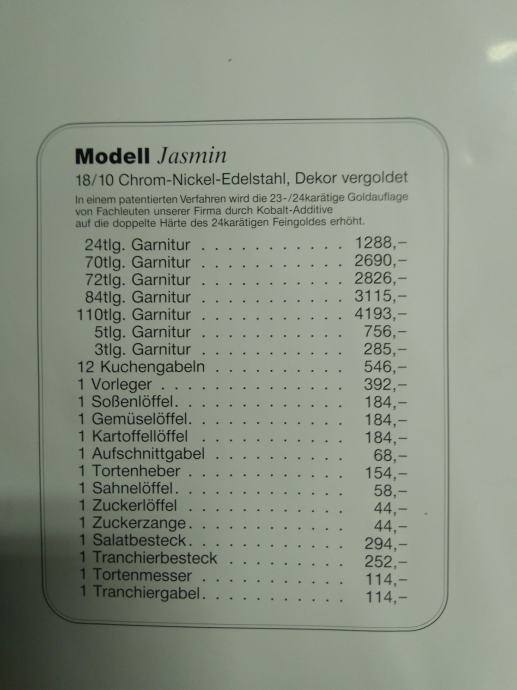 Modell Jasmin
18/10 Chrom-Nickel-Edelstahl, Dekor vergoldet
In einem patentierten Verfahren wird die 23-/24karätige Goldauflage
von Fachleuten unserer Firma durch Kobalt-Additive
auf die doppelte Härte des 24karätigen Feingoldes erhöht.
24tlg. Garnitur . . . . . . . . . . . 1288,–
70tlg. Garnitur . . . . . . . . . . . 2690,–
72tlg. Garnitur . . . . . . . . . . . 2826,–
84tlg. Garnitur . . . . . . . . . . . 3115,–
110tlg. Garnitur . . . . . . . . . . . 4193,–
5tlg. Garnitur . . . . . . . . . . . 756,–
3tlg. Garnitur . . . . . . . . . . . 285,–
12 Kuchengabeln . . . . . . . . . . 546,–
1 Vorleger . . . . . . . . . . . . . . 392,–
1 Soßenlöffel. . . . . . . . . . . . . 184,–
1 Gemüselöffel. . . . . . . . . . . . 184,–
1 Kartoffellöffel . . . . . . . . . . . 184,–
1 Aufschnittgabel . . . . . . . . . . 68,–
1 Tortenheber . . . . . . . . . . . . 154,–
1 Sahnelöffel. . . . . . . . . . . . . 58,–
1 Zuckerlöffel . . . . . . . . . . . . 44,–
1 Zuckerzange. . . . . . . . . . . . 44,–
1 Salatbesteck. . . . . . . . . . . . 294,–
1 Tranchierbesteck . . . . . . . . . 252,–
1 Tortenmesser . . . . . . . . . . . 114,–
1 Tranchiergabel. . . . . . . . . . . 114,–